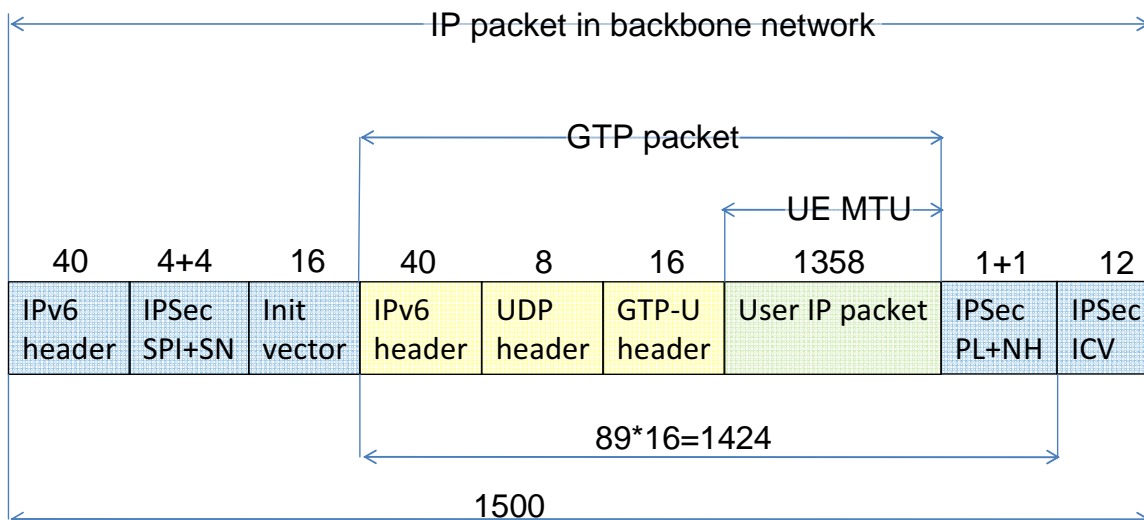 IP packet in backbone network
GTP packet
UE MTU
40 4+4 16 40 8 16 1358 1+1 12
IPv6 IPSec Init IPv6 UDP GTP-U User IP packet IPSec IPSec
header SPI+SN vector header header header PL+NH ICV
89*16=1424
1500